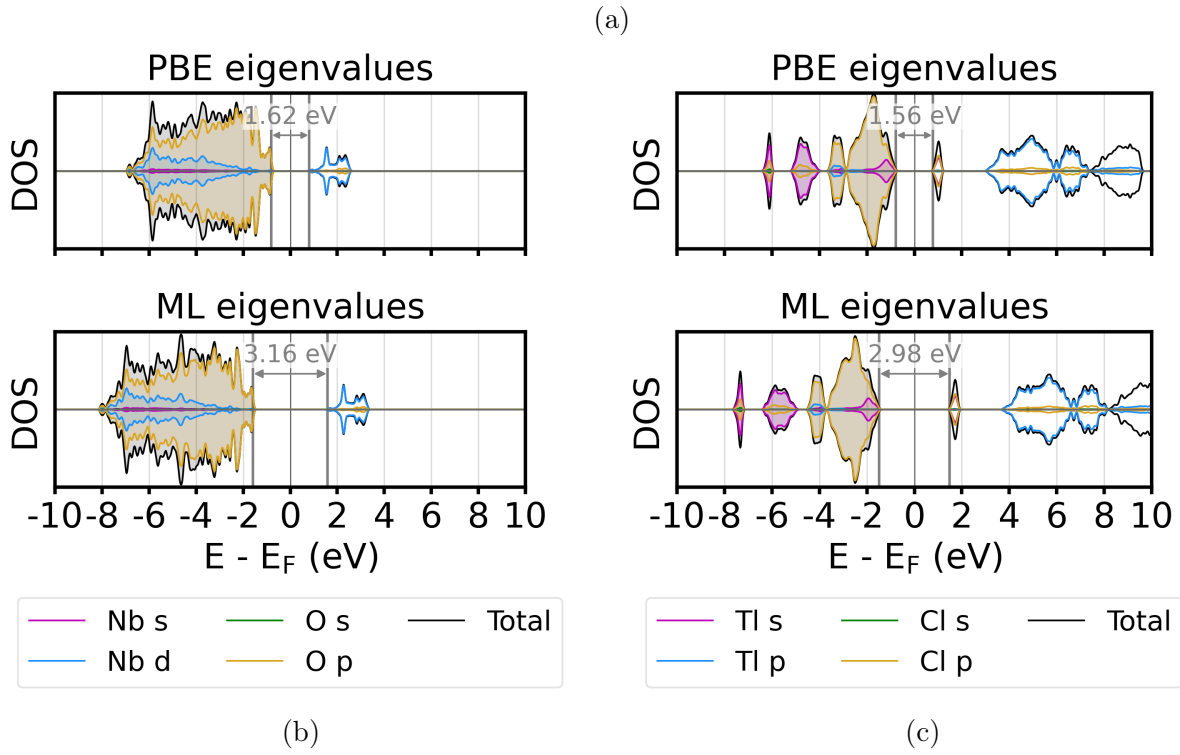 (a)
PBE eigenvalues
1.62 eV
DOS
ML eigenvalues
3.16 eV
DOS
-10 -8 -6 -4 -2 0 2 4 6 8 10
E - E_F (eV)
Nb s
O s
Total
Nb d
O p
(b)
PBE eigenvalues
1.56 eV
DOS
ML eigenvalues
2.98 eV
DOS
-10 -8 -6 -4 -2 0 2 4 6 8 10
E - E_F (eV)
Tl s
Cl s
Total
Tl p
Cl p
(c)